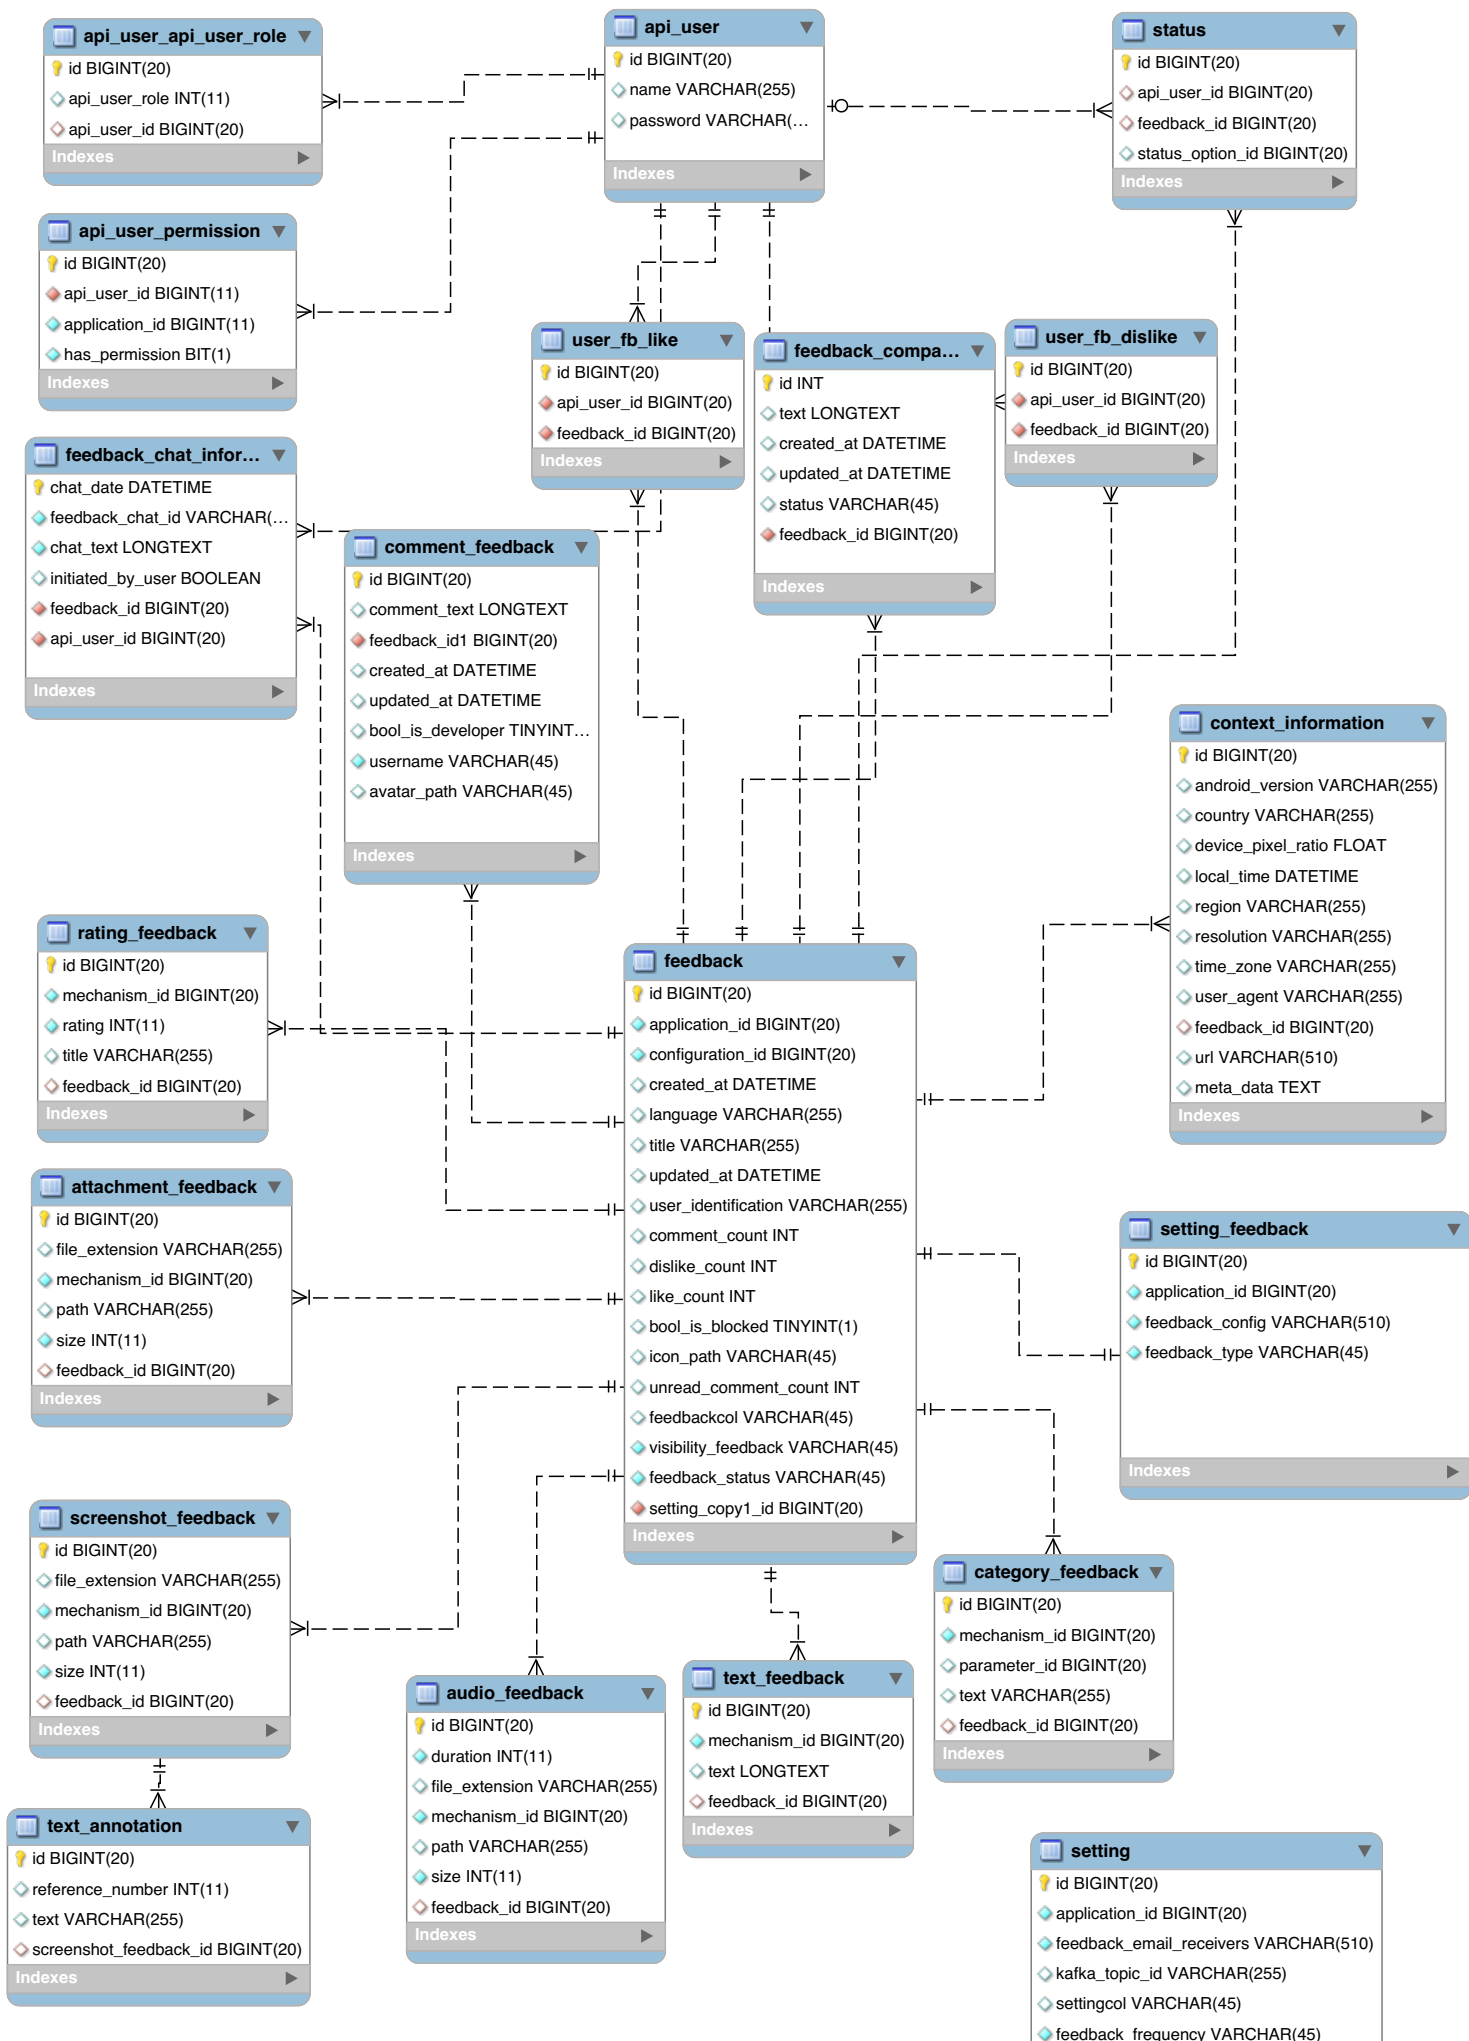 api_user_api_user_role
id BIGINT(20)
api_user_role INT(11)
api_user_id BIGINT(20)
Indexes
api_user
id BIGINT(20)
name VARCHAR(255)
password VARCHAR(...
Indexes
status
id BIGINT(20)
api_user_id BIGINT(20)
feedback_id BIGINT(20)
status_option_id BIGINT(20)
Indexes
api_user_permission
id BIGINT(20)
api_user_id BIGINT(11)
application_id BIGINT(11)
has_permission BIT(1)
Indexes
user_fb_like
id BIGINT(20)
api_user_id BIGINT(20)
feedback_id BIGINT(20)
Indexes
feedback_compa...
id INT
text LONGTEXT
created_at DATETIME
updated_at DATETIME
status VARCHAR(45)
feedback_id BIGINT(20)
Indexes
user_fb_dislike
id BIGINT(20)
api_user_id BIGINT(20)
feedback_id BIGINT(20)
Indexes
feedback_chat_infor...
chat_date DATETIME
feedback_chat_id VARCHAR(...
chat_text LONGTEXT
initiated_by_user BOOLEAN
feedback_id BIGINT(20)
api_user_id BIGINT(20)
Indexes
comment_feedback
id BIGINT(20)
comment_text LONGTEXT
feedback_id1 BIGINT(20)
created_at DATETIME
updated_at DATETIME
bool_is_developer TINYINT...
username VARCHAR(45)
avatar_path VARCHAR(45)
Indexes
context_information
id BIGINT(20)
android_version VARCHAR(255)
country VARCHAR(255)
device_pixel_ratio FLOAT
local_time DATETIME
region VARCHAR(255)
resolution VARCHAR(255)
time_zone VARCHAR(255)
user_agent VARCHAR(255)
feedback_id BIGINT(20)
url VARCHAR(510)
meta_data TEXT
Indexes
rating_feedback
id BIGINT(20)
mechanism_id BIGINT(20)
rating INT(11)
title VARCHAR(255)
feedback_id BIGINT(20)
Indexes
feedback
id BIGINT(20)
application_id BIGINT(20)
configuration_id BIGINT(20)
created_at DATETIME
language VARCHAR(255)
title VARCHAR(255)
updated_at DATETIME
user_identification VARCHAR(255)
comment_count INT
dislike_count INT
like_count INT
bool_is_blocked TINYINT(1)
icon_path VARCHAR(45)
unread_comment_count INT
feedbackcol VARCHAR(45)
visibility_feedback VARCHAR(45)
feedback_status VARCHAR(45)
setting_copy1_id BIGINT(20)
Indexes
attachment_feedback
id BIGINT(20)
file_extension VARCHAR(255)
mechanism_id BIGINT(20)
path VARCHAR(255)
size INT(11)
feedback_id BIGINT(20)
Indexes
setting_feedback
id BIGINT(20)
application_id BIGINT(20)
feedback_config VARCHAR(510)
feedback_type VARCHAR(45)
Indexes
screenshot_feedback
id BIGINT(20)
file_extension VARCHAR(255)
mechanism_id BIGINT(20)
path VARCHAR(255)
size INT(11)
feedback_id BIGINT(20)
Indexes
category_feedback
id BIGINT(20)
mechanism_id BIGINT(20)
parameter_id BIGINT(20)
text VARCHAR(255)
feedback_id BIGINT(20)
Indexes
audio_feedback
id BIGINT(20)
duration INT(11)
file_extension VARCHAR(255)
mechanism_id BIGINT(20)
path VARCHAR(255)
size INT(11)
feedback_id BIGINT(20)
Indexes
text_feedback
id BIGINT(20)
mechanism_id BIGINT(20)
text LONGTEXT
feedback_id BIGINT(20)
Indexes
text_annotation
id BIGINT(20)
reference_number INT(11)
text VARCHAR(255)
screenshot_feedback_id BIGINT(20)
Indexes
setting
id BIGINT(20)
application_id BIGINT(20)
feedback_email_receivers VARCHAR(510)
kafka_topic_id VARCHAR(255)
settingcol VARCHAR(45)
feedback_frequency VARCHAR(45)